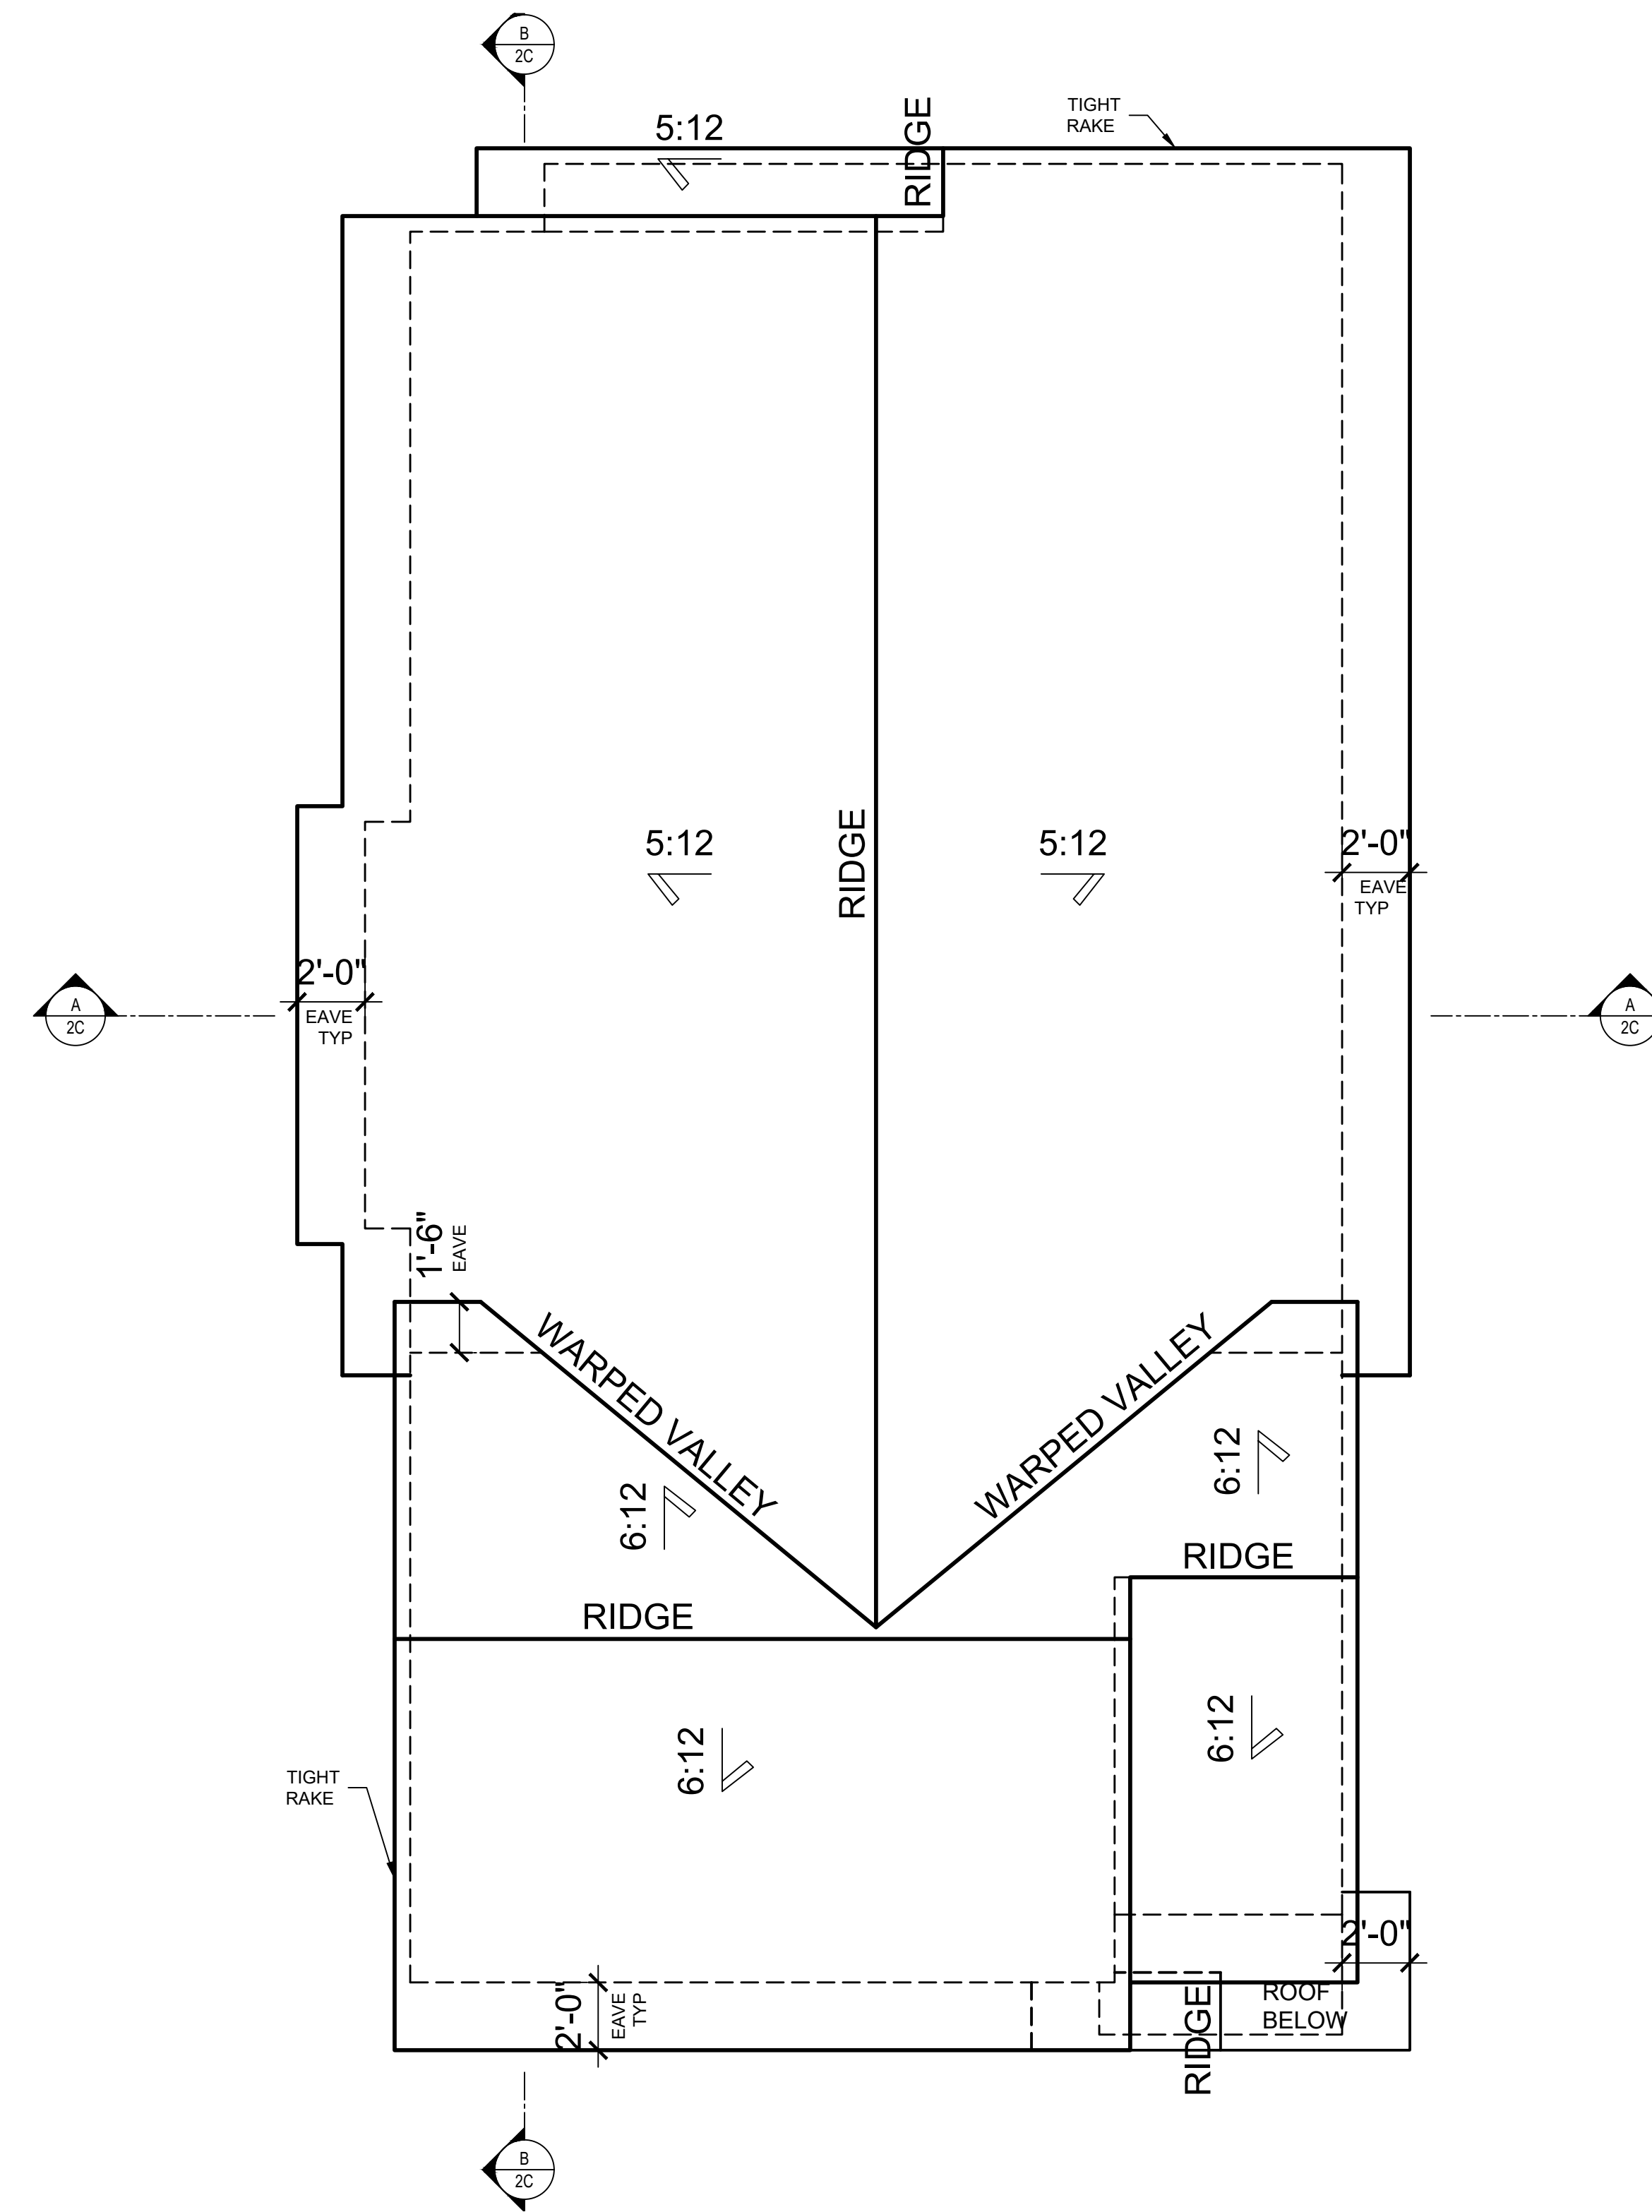 B
2C
5:12
RIDGE
TIGHT
RAKE
5:12
RIDGE
5:12
2'-0"
EAVE
TYP
2'-0"
EAVE
TYP
A
2C
A
2C
1'-6"
EAVE
WARPED VALLEY
WARPED VALLEY
6:12
6:12
RIDGE
RIDGE
6:12
6:12
TIGHT
RAKE
2'-0"
EAVE
TYP
2'-0"
ROOF
BELOW
RIDGE
B
2C